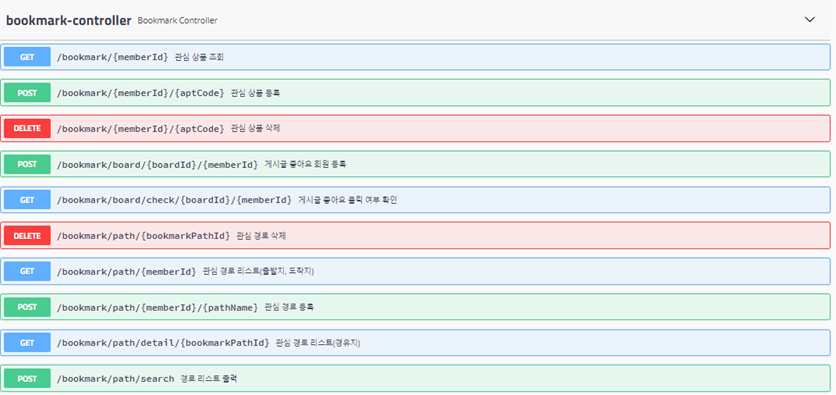 bookmark-controller Bookmark Controller
GET /bookmark/{memberId} 관심 상품 조회
POST /bookmark/{memberId}/{aptCode} 관심 상품 등록
DELETE /bookmark/{memberId}/{aptCode} 관심 상품 삭제
POST /bookmark/board/{boardId}/{memberId} 게시글 좋아요 회원 등록
GET /bookmark/board/check/{boardId}/{memberId} 게시글 좋아요 클릭 여부 확인
DELETE /bookmark/path/{bookmarkPathId} 관심 경로 삭제
GET /bookmark/path/{memberId} 관심 경로 리스트(출발지, 도착지)
POST /bookmark/path/{memberId}/{pathName} 관심 경로 등록
GET /bookmark/path/detail/{bookmarkPathId} 관심 경로 리스트(경유지)
POST /bookmark/path/search 경로 리스트 출력